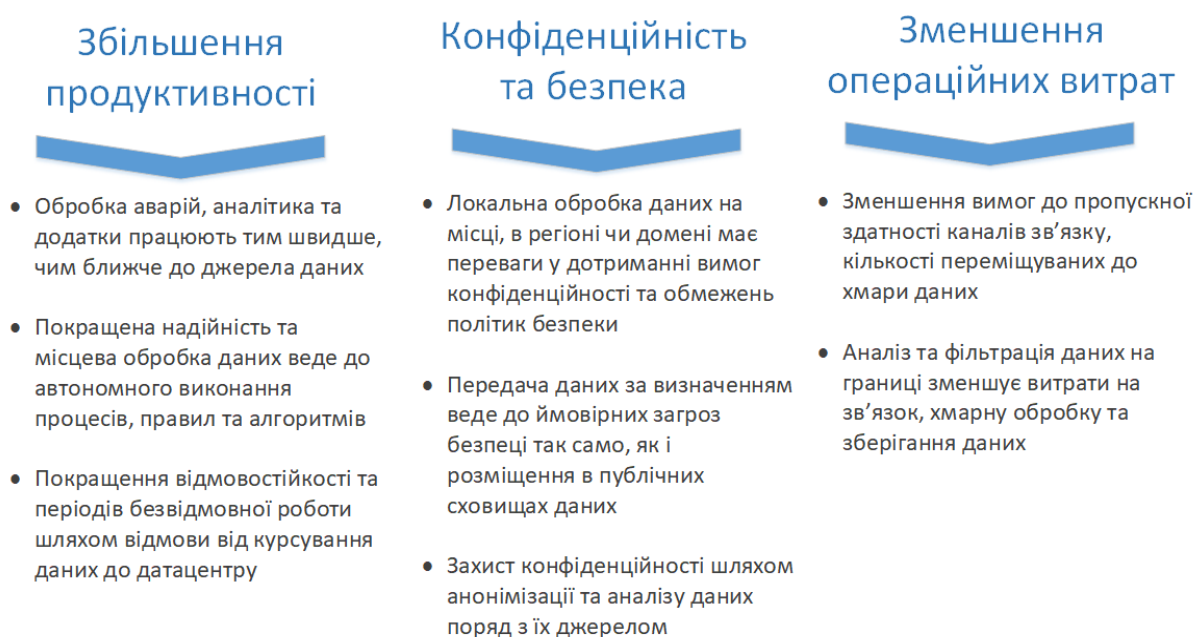 Збільшення
продуктивності
● Обробка аварій, аналітика та
додатки працюють тим швидше,
чим ближче до джерела даних
● Покращена надійність та
місцева обробка даних веде до
автономного виконання
процесів, правил та алгоритмів
● Покращення відмовостійкості та
періодів безвідмовної роботи
шляхом відмови від курсування
даних до датацентру
Конфіденційність
та безпека
● Локальна обробка даних на
місці, в регіоні чи домені має
переваги у дотриманні вимог
конфіденційності та обмежень
політик безпеки
● Передача даних за визначенням
веде до ймовірних загроз
безпеці так само, як і
розміщення в публічних
сховищах даних
● Захист конфіденційності шляхом
анонімізації та аналізу даних
поряд з їх джерелом
Зменшення
операційних витрат
● Зменшення вимог до пропускної
здатності каналів зв’язку,
кількості переміщуваних до
хмари даних
● Аналіз та фільтрація даних на
границі зменшує витрати на
зв’язок, хмарну обробку та
зберігання даних